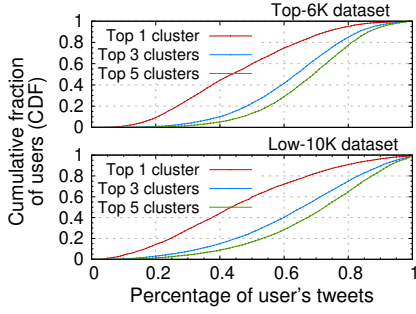 Top-6K dataset
1
0.8
0.6
0.4
0.2
0
Top 1 cluster
Top 3 clusters
Top 5 clusters
Cumulative fraction
of users (CDF)
Low-10K dataset
1
0.8
0.6
0.4
0.2
0
Top 1 cluster
Top 3 clusters
Top 5 clusters
0 0.2 0.4 0.6 0.8 1
Percentage of user's tweets